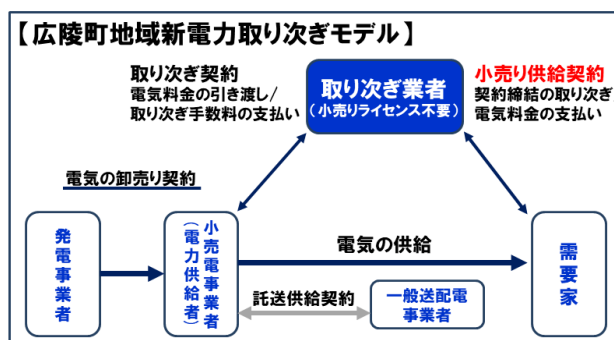 【広陵町地域新電力取り次ぎモデル】
取り次ぎ契約
電気料金の引き渡し/
取り次ぎ手数料の支払い
取り次ぎ業者
(小売りライセンス不要)
小売り供給契約
契約締結の取り次ぎ
電気料金の支払い
電気の卸売り契約
発電事業者
小売電事業者
(電力供給者)
電気の供給
需要家
託送供給契約
一般送配電
事業者